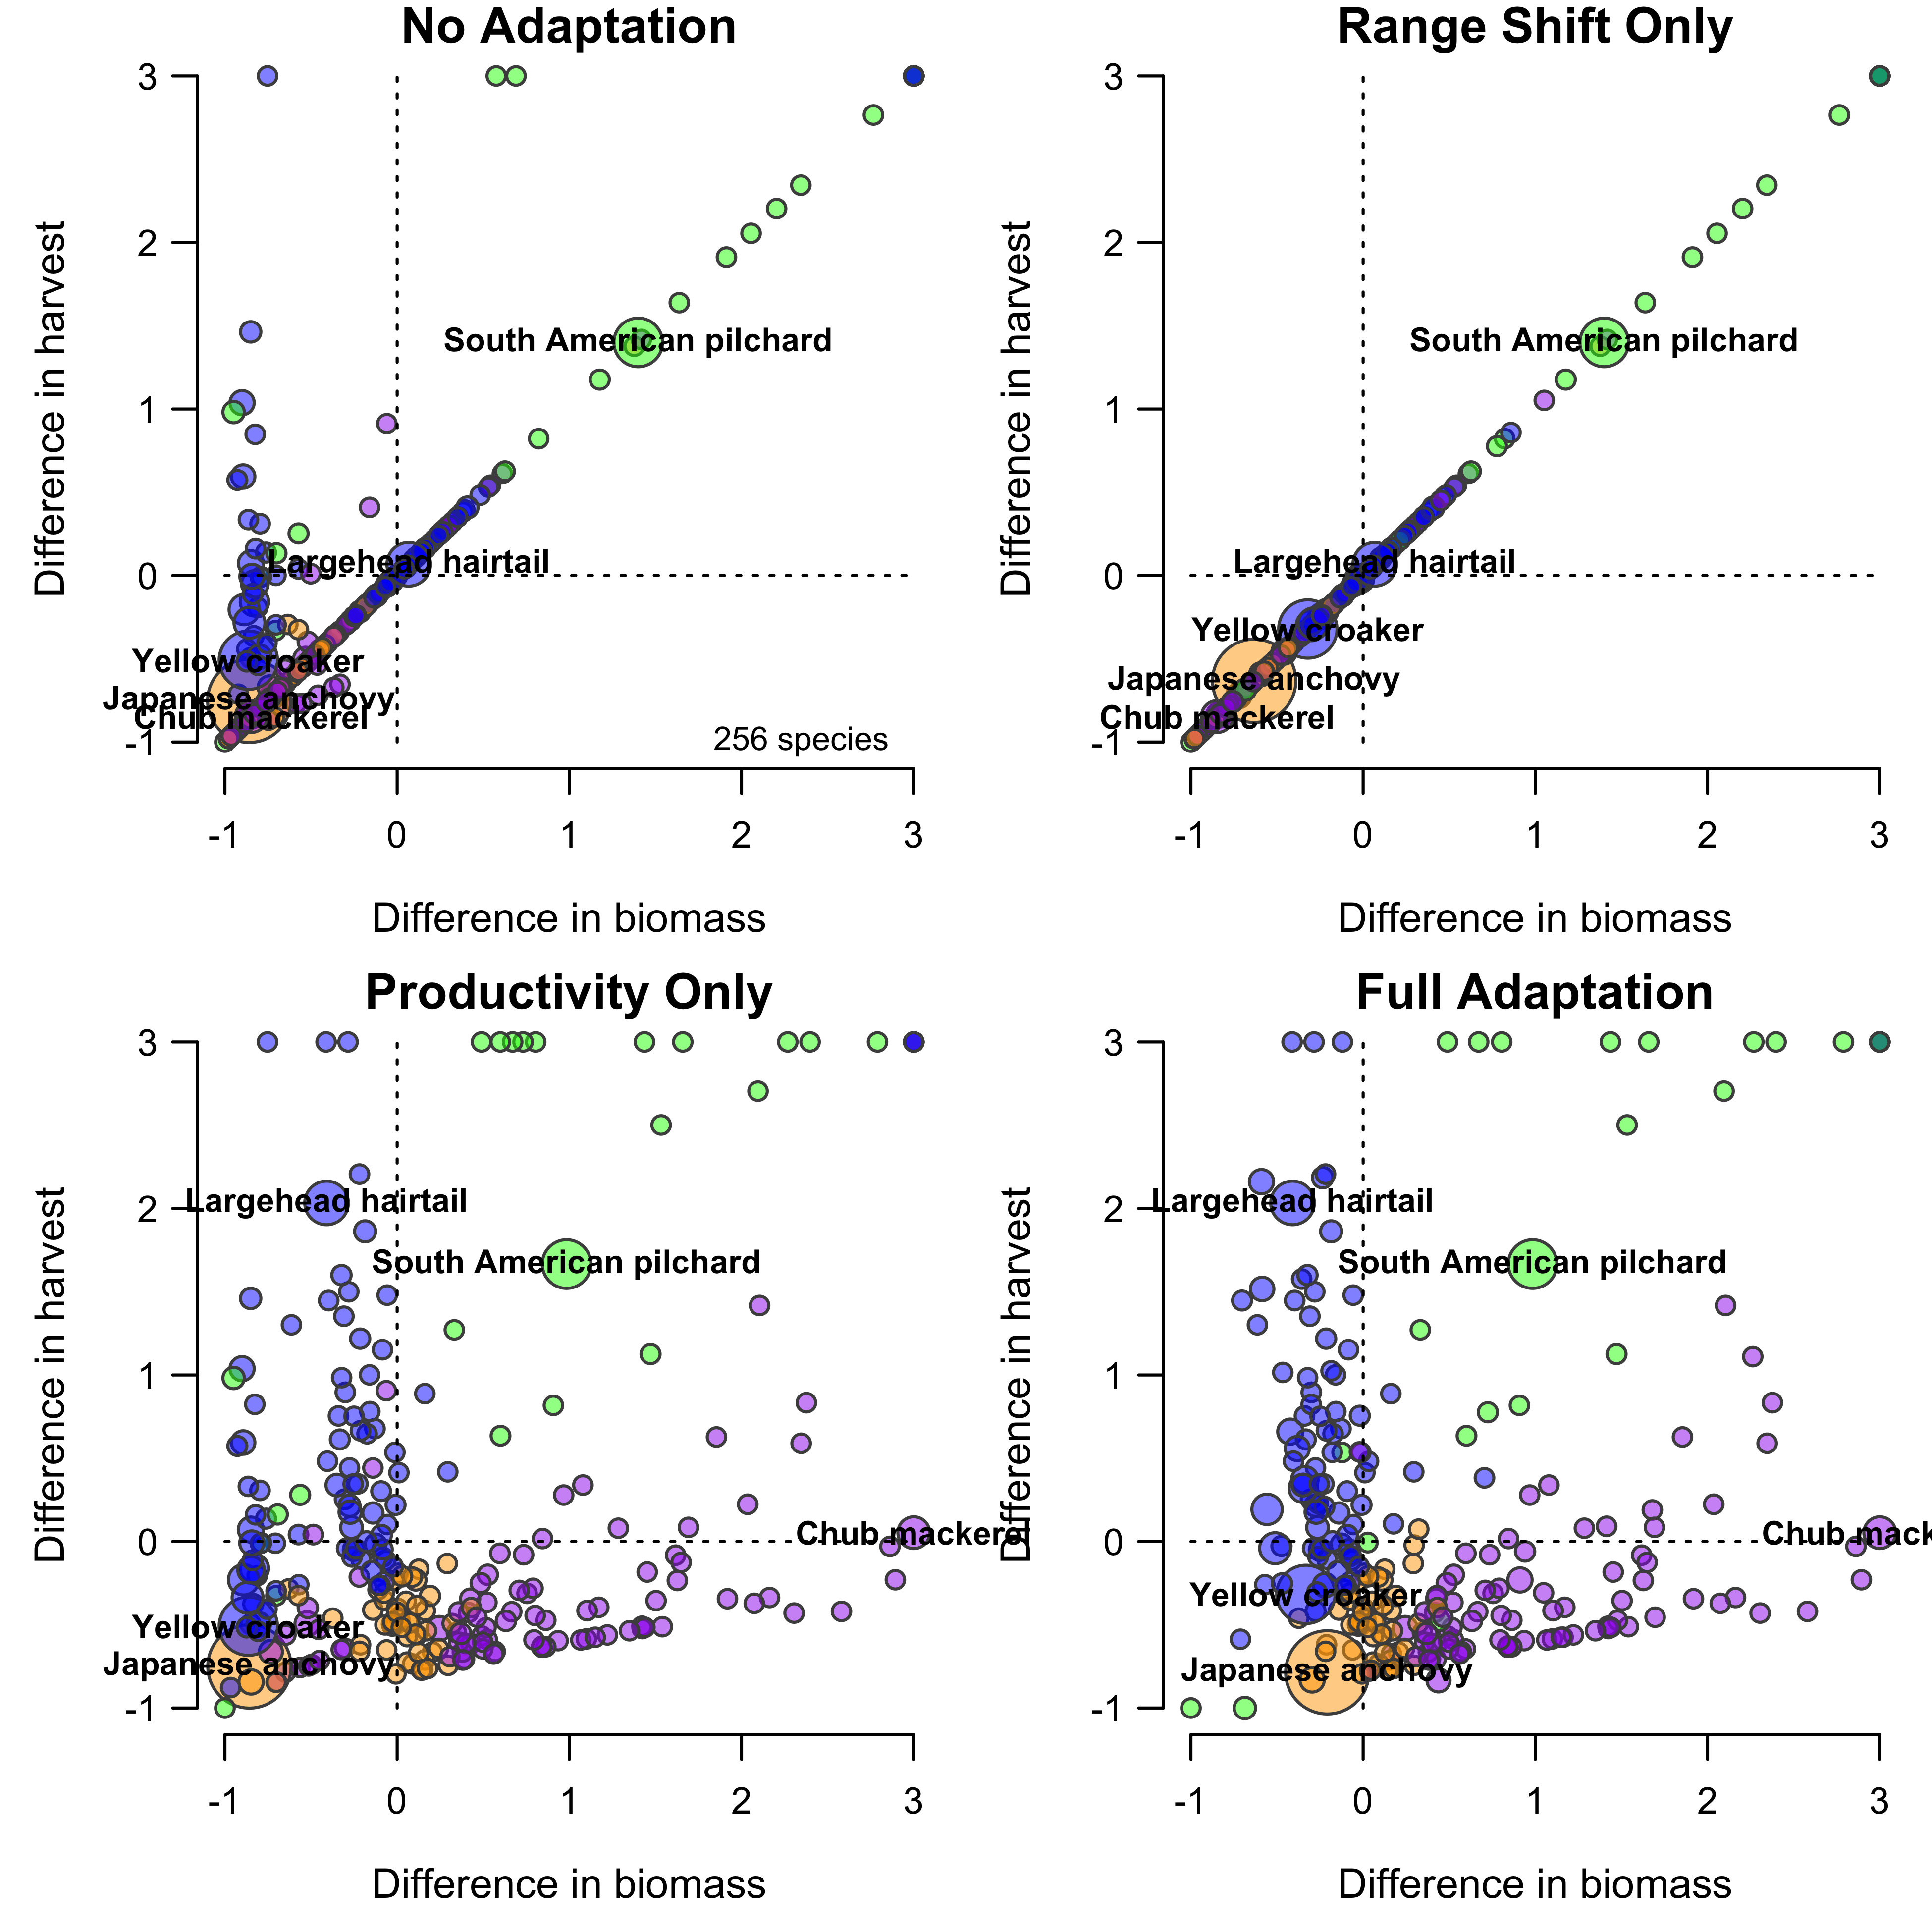 No Adaptation
Difference in harvest
3
2
1
0
-1
South American pilchard
Largehead hairtail
Yellow croaker
Japanese anchovy
Chub mackerel
256 species
-1 0 1 2 3
Difference in biomass
Range Shift Only
Difference in harvest
3
2
1
0
-1
South American pilchard
Largehead hairtail
Yellow croaker
Japanese anchovy
Chub mackerel
-1 0 1 2 3
Difference in biomass
Productivity Only
Difference in harvest
3
2
1
0
-1
Largehead hairtail
South American pilchard
Chub mackerel
Yellow croaker
Japanese anchovy
-1 0 1 2 3
Difference in biomass
Full Adaptation
Difference in harvest
3
2
1
0
-1
Largehead hairtail
South American pilchard
Chub mack
Yellow croaker
Japanese anchovy
-1 0 1 2 3
Difference in biomass